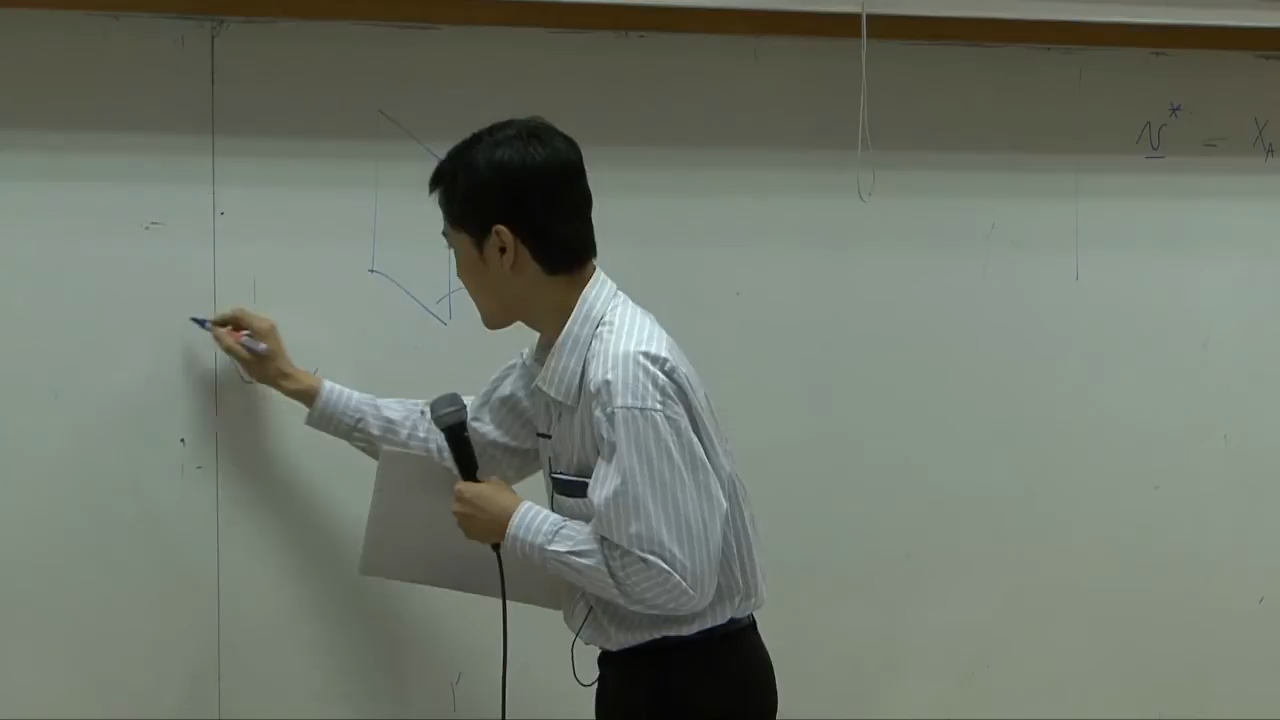 v* = X_A